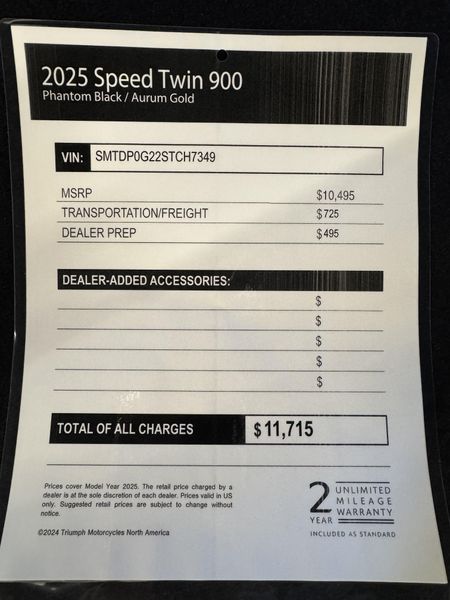 2025 Speed Twin 900
Phantom Black / Aurum Gold
VIN: SMTDP0G22STCH7349
MSRP $10,495
TRANSPORTATION/FREIGHT $725
DEALER PREP $495
DEALER-ADDED ACCESSORIES:
$
$
$
$
$
TOTAL OF ALL CHARGES $11,715
Prices cover Model Year 2025. The retail price charged by a
dealer is at the sole discretion of each dealer. Prices valid in US
only. Suggested retail prices are subject to change without
notice.
©2024 Triumph Motorcycles North America
2 YEAR
UNLIMITED
MILEAGE
WARRANTY
INCLUDED AS STANDARD